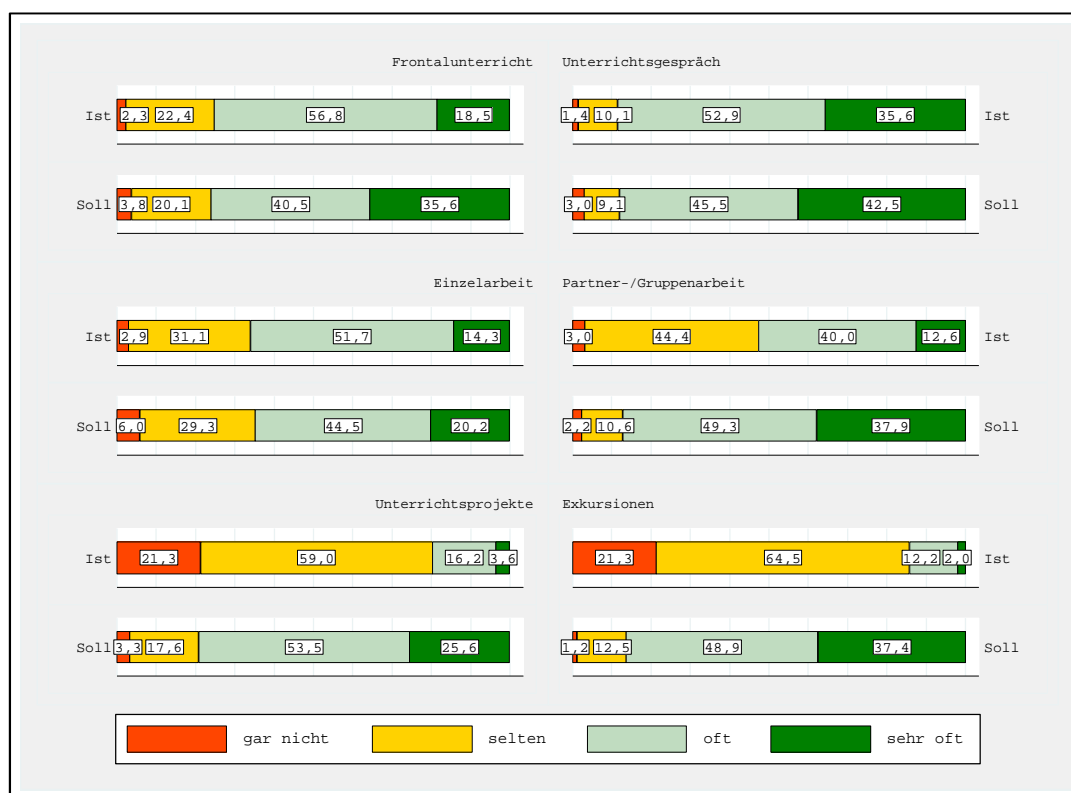 Frontalunterricht Unterrichtsgespräch
Ist 2,3 22,4 56,8 18,5 1,4 10,1 52,9 35,6 Ist
Soll 3,8 20,1 40,5 35,6 3,0 9,1 45,5 42,5 Soll
Einzelarbeit Partner-/Gruppenarbeit
Ist 2,9 31,1 51,7 14,3 3,0 44,4 40,0 12,6 Ist
Soll 6,0 29,3 44,5 20,2 2,2 10,6 49,3 37,9 Soll
Unterrichtsprojekte Exkursionen
Ist 21,3 59,0 16,2 3,6 21,3 64,5 12,2 2,0 Ist
Soll 3,3 17,6 53,5 25,6 1,2 12,5 48,9 37,4 Soll
gar nicht selten oft sehr oft